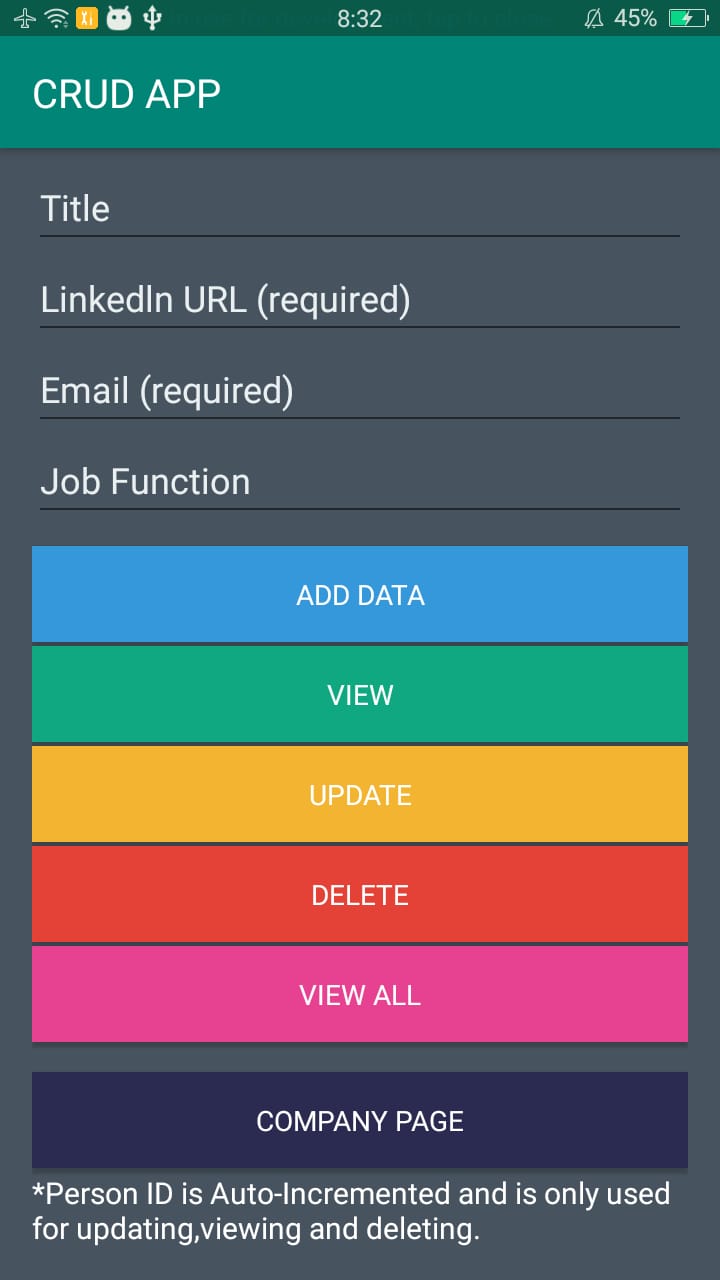 8:32
45%
CRUD APP
Title
Linkedln URL (required)
Email (required)
Job Function
ADD DATA
VIEW
UPDATE
DELETE
VIEW ALL
COMPANY PAGE
*Person ID is Auto-Incremented and is only used
for updating,viewing and deleting.